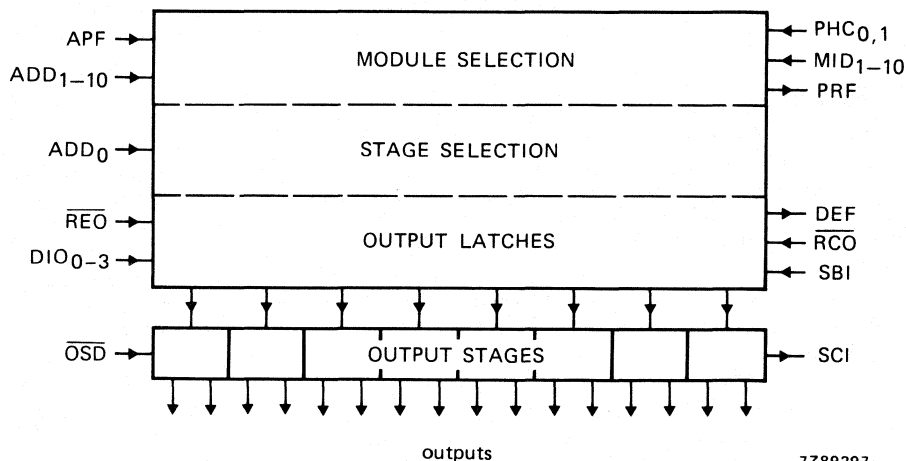 APF
PHC0,1
MODULE SELECTION
MID1–10
ADD1–10
PRF
ADD0
STAGE SELECTION
REO
DEF
OUTPUT LATCHES
RCO
DIO0–3
SBI
OSD
OUTPUT STAGES
SCI
outputs
7Z89297